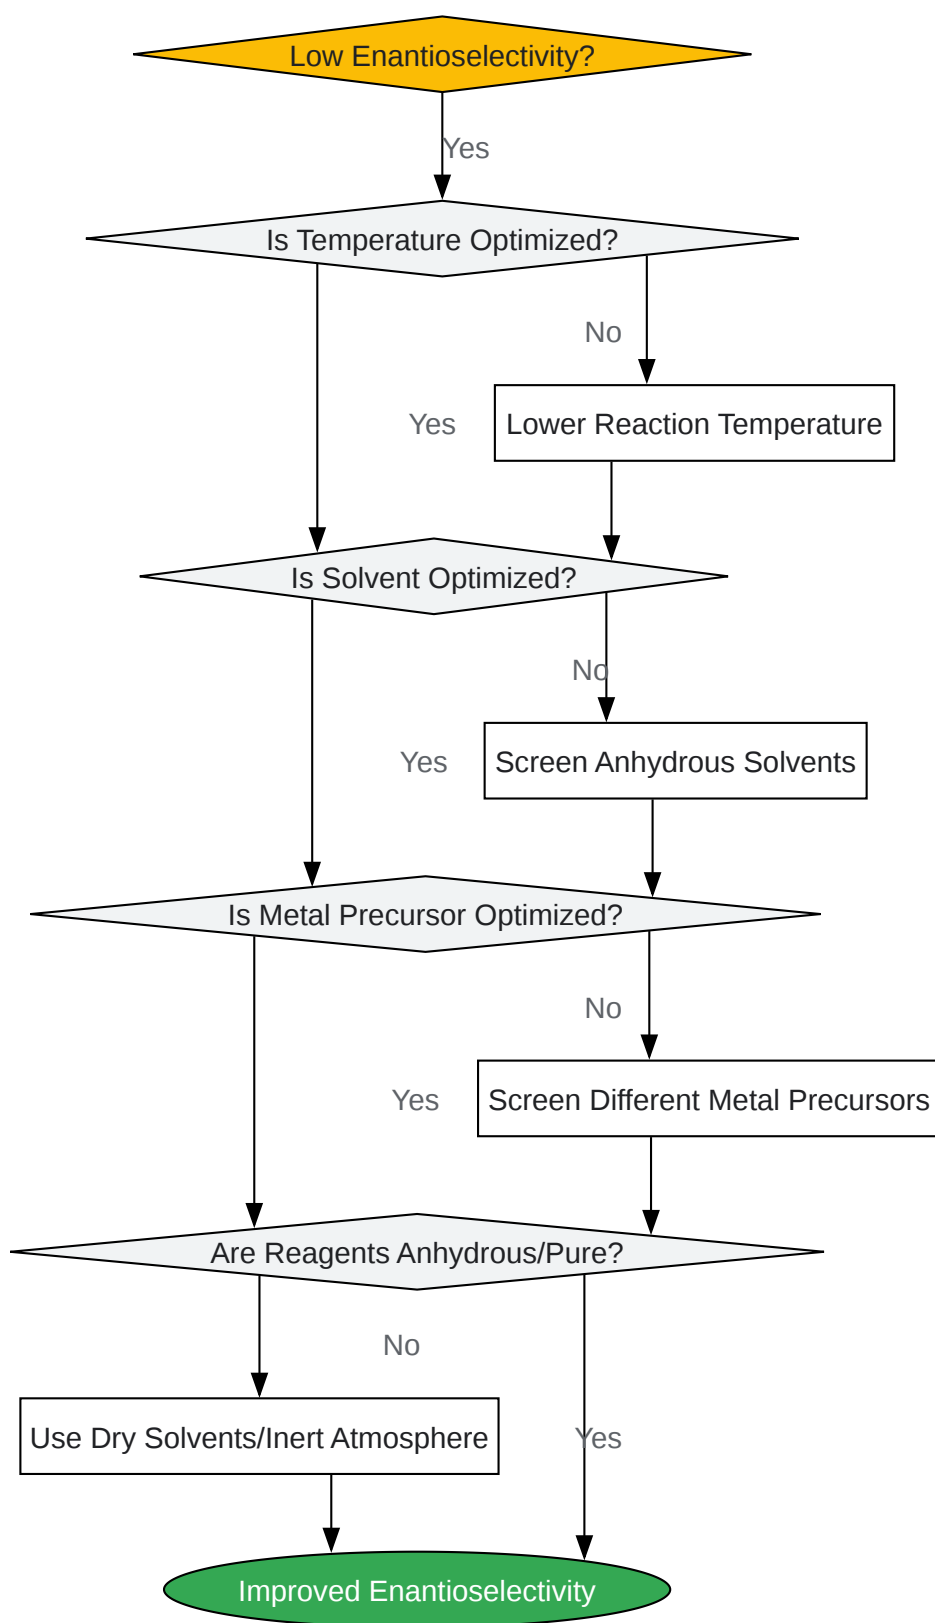 Low Enantioselectivity?
Yes
Is Temperature Optimized?
No
Yes
Lower Reaction Temperature
Is Solvent Optimized?
No
Yes
Screen Anhydrous Solvents
Is Metal Precursor Optimized?
No
Yes
Screen Different Metal Precursors
Are Reagents Anhydrous/Pure?
No
Use Dry Solvents/Inert Atmosphere
Yes
Improved Enantioselectivity